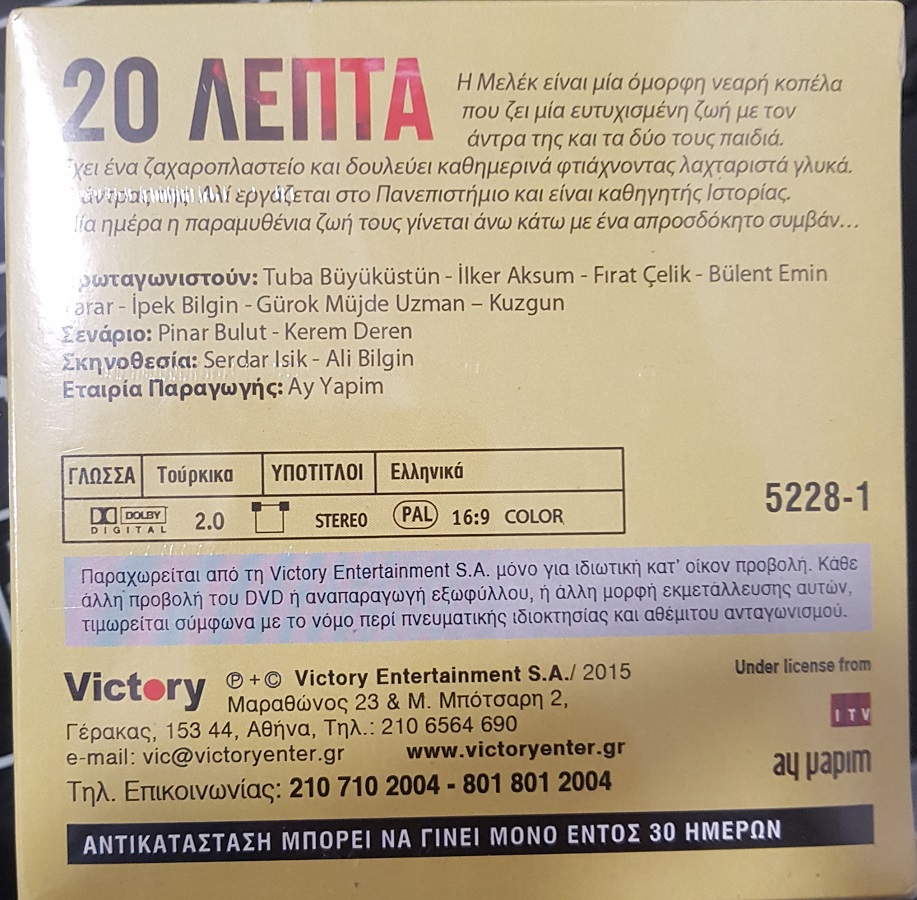 20 ΛΕΠΤΑ
Η Μελέκ είναι μία όμορφη νεαρή κοπέλα
που ζει μία ευτυχισμένη ζωή με τον
άντρα της και τα δύο τους παιδιά.
χει ένα ζαχαροπλαστείο και δουλεύει καθημερινά φτιάχνοντας λαχταριστά γλυκά.
εργάζεται στο Πανεπιστήμιο και είναι καθηγητής Ιστορίας.
ία ημέρα η παραμυθένια ζωή τους γίνεται άνω κάτω με ένα απροσδόκητο συμβάν...
ρωταγωνιστούν: Tuba Büyüküstün - İlker Aksum - Fırat Çelik - Bülent Emin
arar - İpek Bilgin - Gürok Müjde Uzman – Kuzgun
Σενάριο: Pinar Bulut - Kerem Deren
Σκηνοθεσία: Serdar Isik - Ali Bilgin
Εταιρία Παραγωγής: Ay Yapim
ΓΛΩΣΣΑ Τούρκικα ΥΠΟΤΙΤΛΟΙ Ελληνικά
DOLBY DIGITAL 2.0 STEREO PAL 16:9 COLOR
5228-1
Παραχωρείται από τη Victory Entertainment S.A. μόνο για ιδιωτική κατ' οίκον προβολή. Κάθε
άλλη προβολή του DVD ή αναπαραγωγή εξωφύλλου, ή άλλη μορφή εκμετάλλευσης αυτών,
τιμωρείται σύμφωνα με το νόμο περί πνευματικής ιδιοκτησίας και αθέμιτου ανταγωνισμού.
Victory ℗ + © Victory Entertainment S.A./ 2015
Μαραθώνος 23 & Μ. Μπότσαρη 2,
Γέρακας, 153 44, Αθήνα, Τηλ.: 210 6564 690
e-mail: vic@victoryenter.gr www.victoryenter.gr
Τηλ. Επικοινωνίας: 210 710 2004 - 801 801 2004
Under license from
ITV
ay yapım
ΑΝΤΙΚΑΤΑΣΤΑΣΗ ΜΠΟΡΕΙ ΝΑ ΓΙΝΕΙ ΜΟΝΟ ΕΝΤΟΣ 30 ΗΜΕΡΩΝ